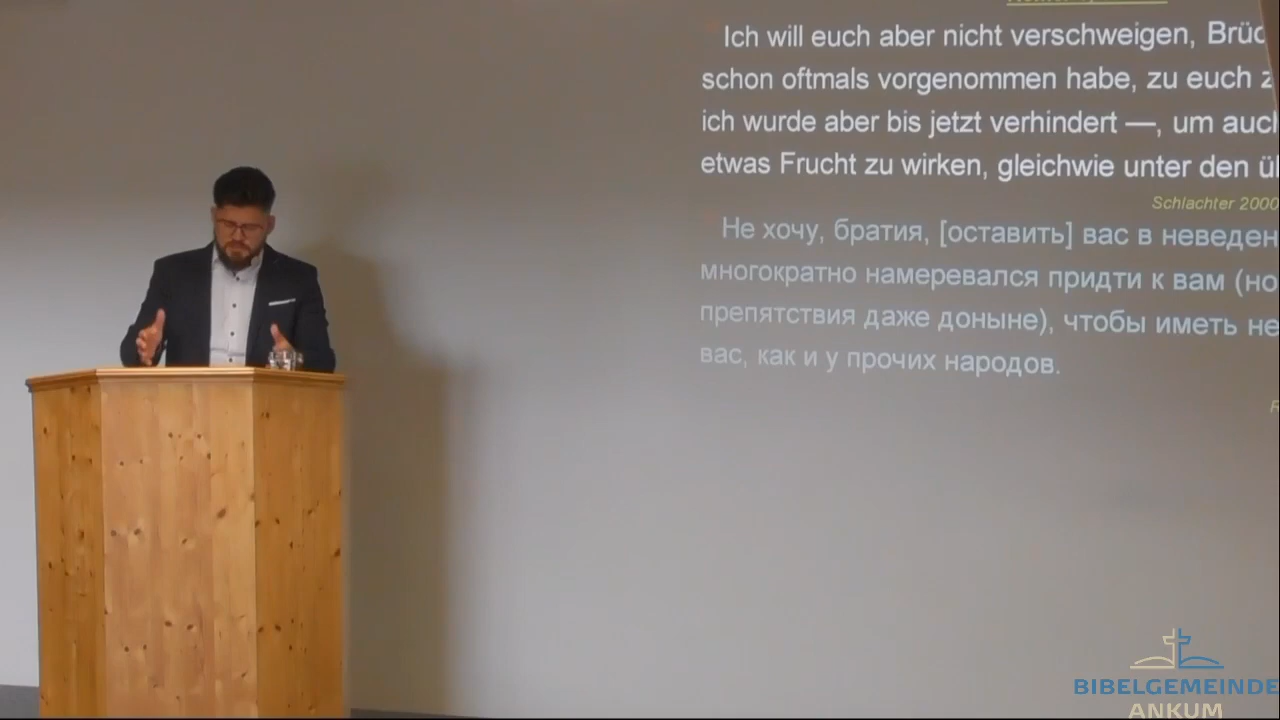 Ich will euch aber nicht verschweigen, Brüd
schon oftmals vorgenommen habe, zu euch z
ich wurde aber bis jetzt verhindert —, um auch
etwas Frucht zu wirken, gleichwie unter den ü
Schlachter 2000
Не хочу, братия, [оставить] вас в неведен
многократно намеревался придти к вам (но
препятствия даже доныне), чтобы иметь не
вас, как и у прочих народов.
BIBELGEMEINDE
ANKUM